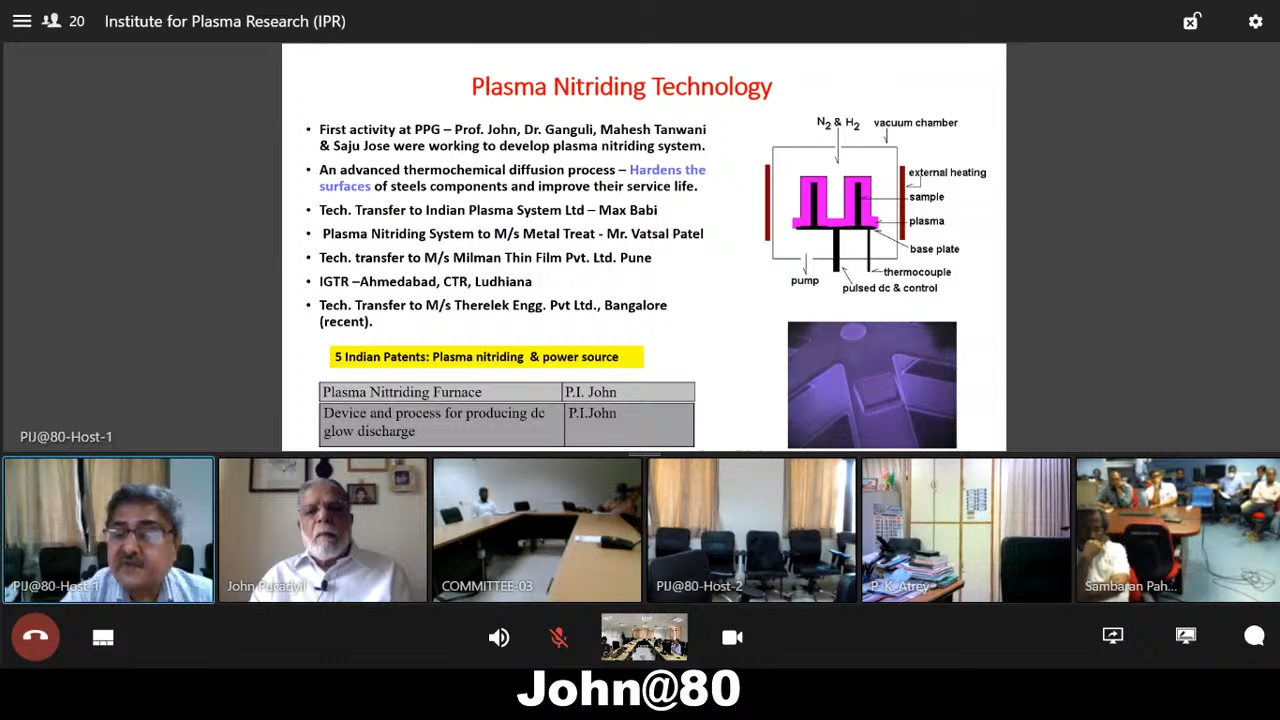 20 Institute for Plasma Research (IPR)
Plasma Nitriding Technology
• First activity at PPG – Prof. John, Dr. Ganguli, Mahesh Tanwani
& Saju Jose were working to develop plasma nitriding system.
• An advanced thermochemical diffusion process – Hardens the
surfaces of steels components and improve their service life.
• Tech. Transfer to Indian Plasma System Ltd – Max Babi
• Plasma Nitriding System to M/s Metal Treat - Mr. Vatsal Patel
• Tech. transfer to M/s Milman Thin Film Pvt. Ltd. Pune
• IGTR –Ahmedabad, CTR, Ludhiana
• Tech. Transfer to M/s Therelek Engg. Pvt Ltd., Bangalore
(recent).
5 Indian Patents: Plasma nitriding & power source
Plasma Nittriding Furnace P.I. John
Device and process for producing dc P.I.John
glow discharge
N2 & H2
vacuum chamber
external heating
sample
plasma
base plate
thermocouple
pump
pulsed dc & control
PIJ@80-Host-1
PIJ@80-Host-1
John Pucadyil
COMMITTEE-03
PIJ@80-Host-2
P. K. Atrey
Sambaran Pah...
John@80